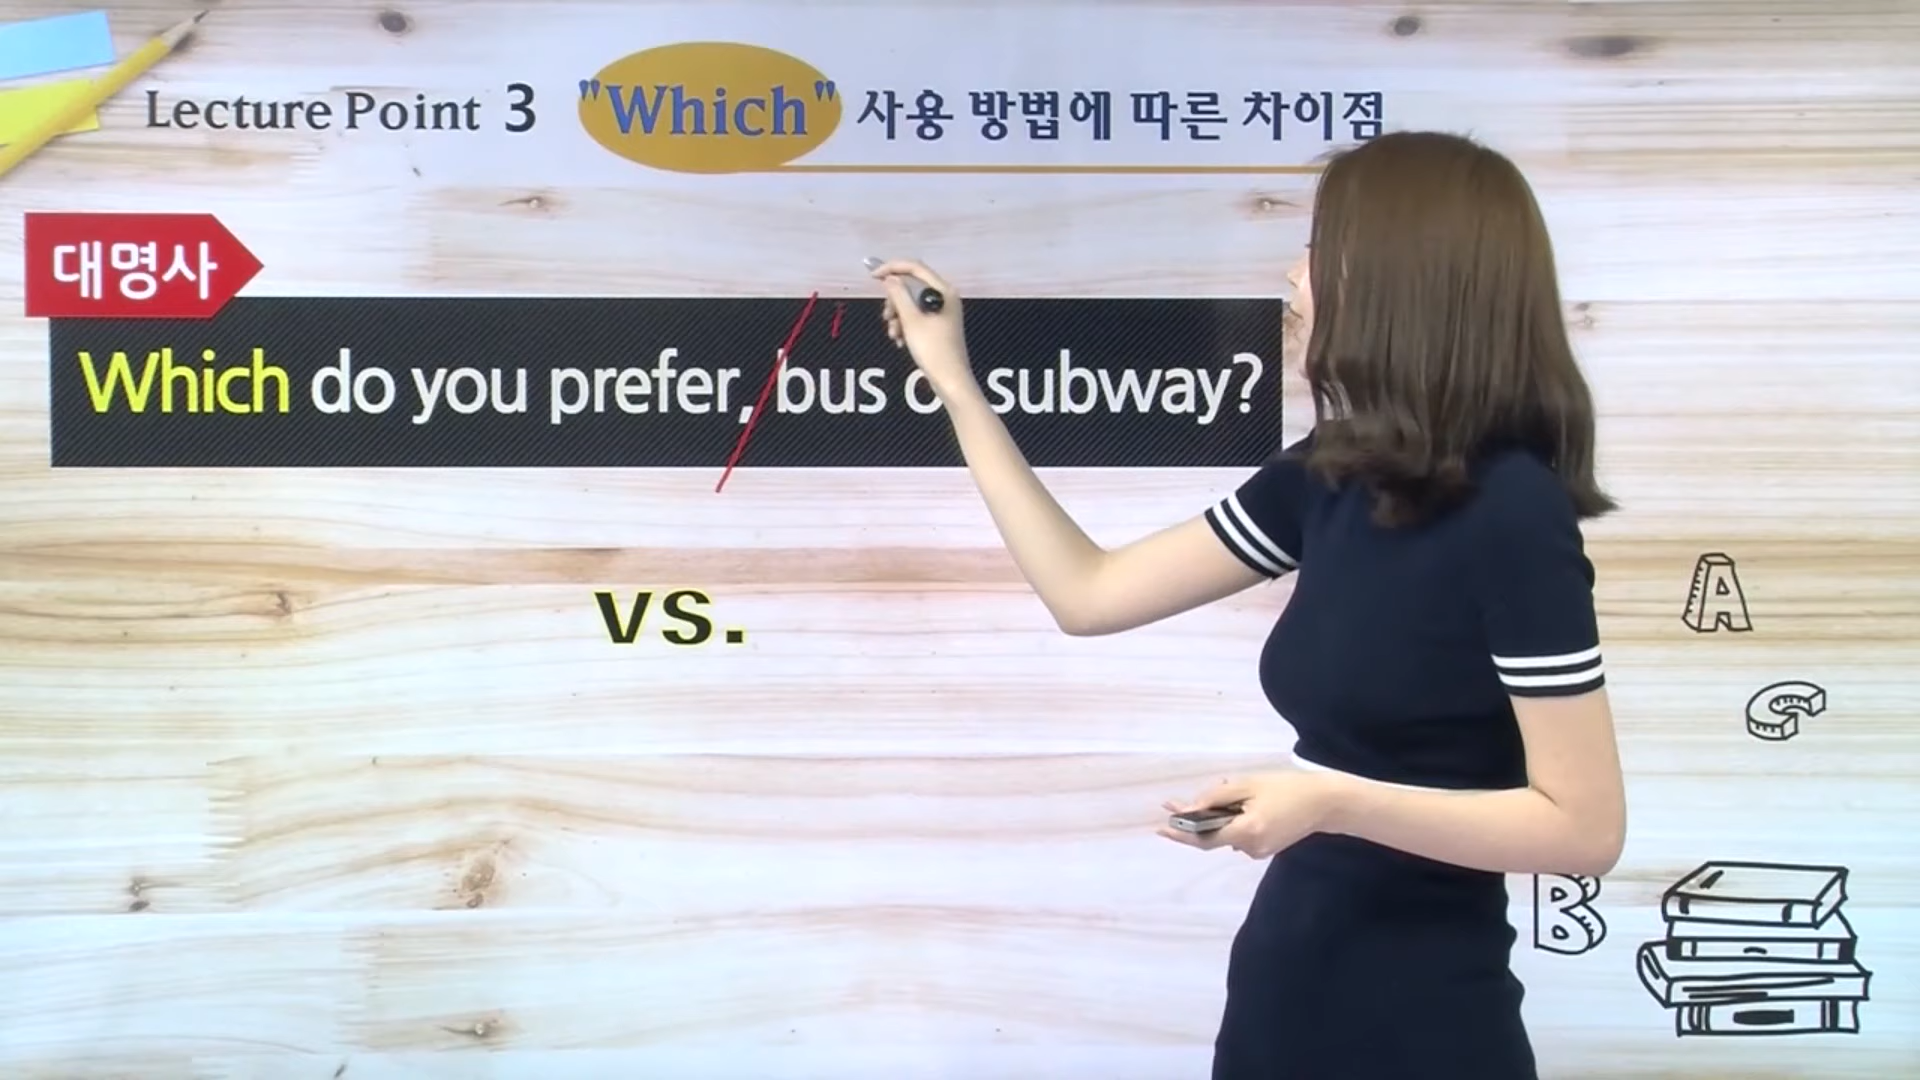 Lecture Point 3 "Which" 사용 방법에 따른 차이점
대명사
Which do you prefer, bus o subway?
vs.
A
C
B